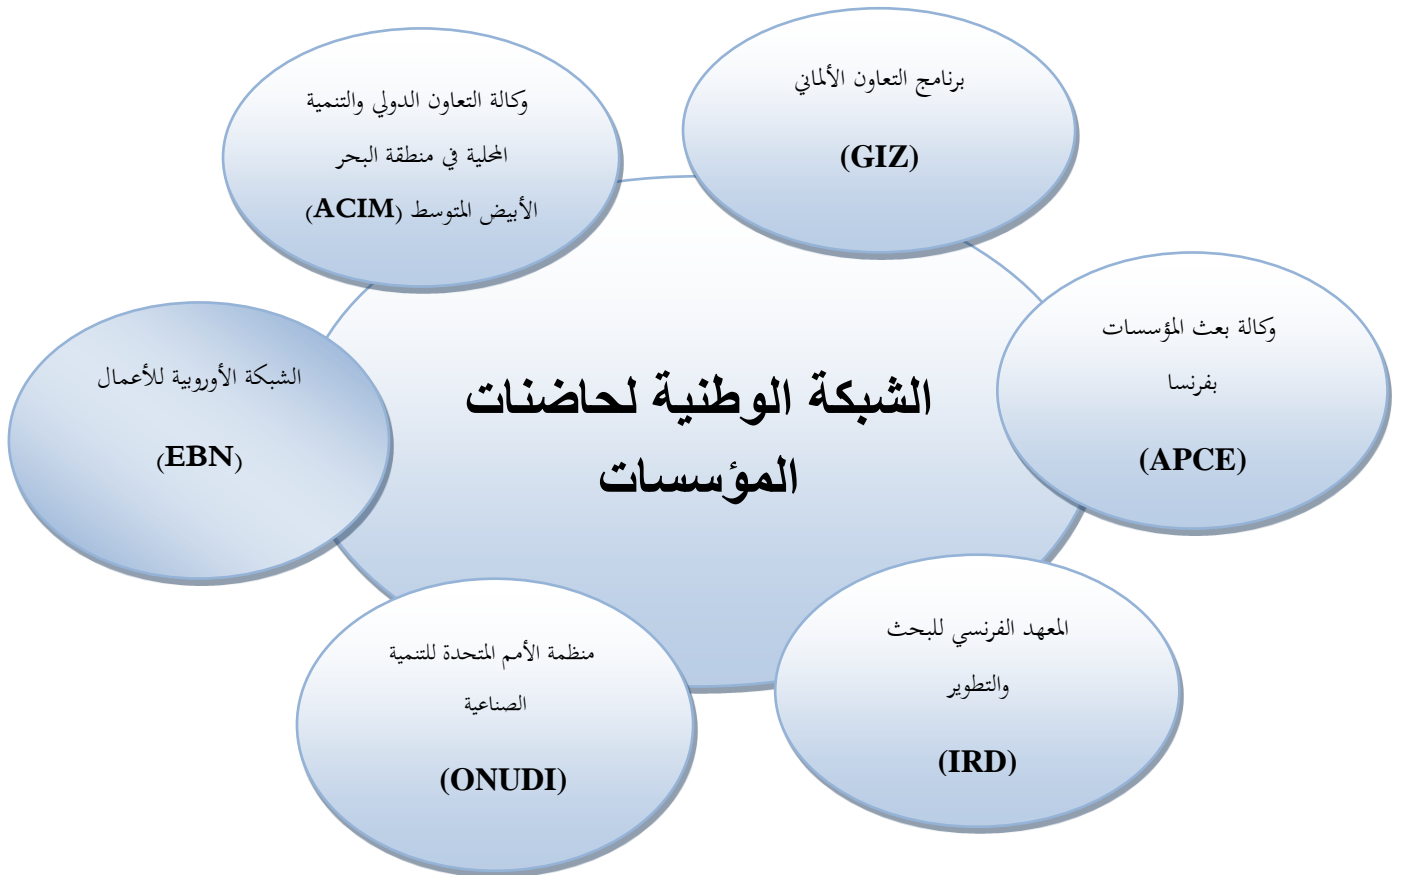 برنامج التعاون الألماني
(GIZ)
وكالة التعاون الدولي والتنمية
المحلية في منطقة البحر
الأبيض المتوسط (ACIM)
وكالة بعث المؤسسات
بفرنسا
(APCE)
الشبكة الأوروبية للأعمال
(EBN)
الشبكة الوطنية لحاضنات
المؤسسات
المعهد الفرنسي للبحث
والتطوير
(IRD)
منظمة الأمم المتحدة للتنمية
الصناعية
(ONUDI)